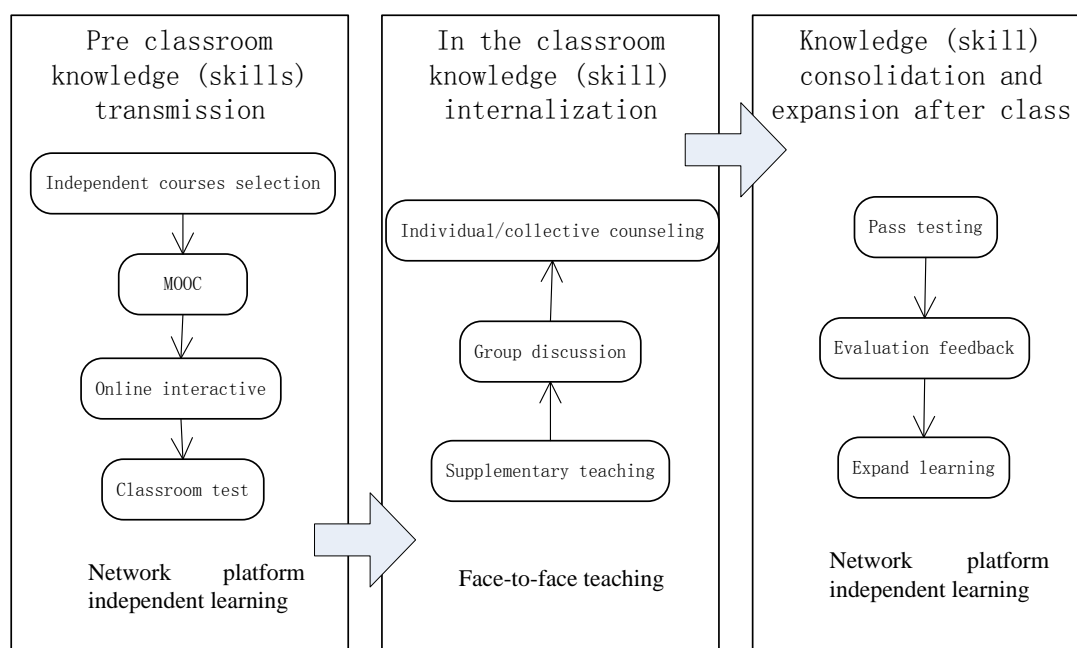 Pre classroom
knowledge (skills)
transmission
Independent courses selection
MOOC
Online interactive
Classroom test
Network platform
independent learning
In the classroom
knowledge (skill)
internalization
Individual/collective counseling
Group discussion
Supplementary teaching
Face-to-face teaching
Knowledge (skill)
consolidation and
expansion after class
Pass testing
Evaluation feedback
Expand learning
Network platform
independent learning